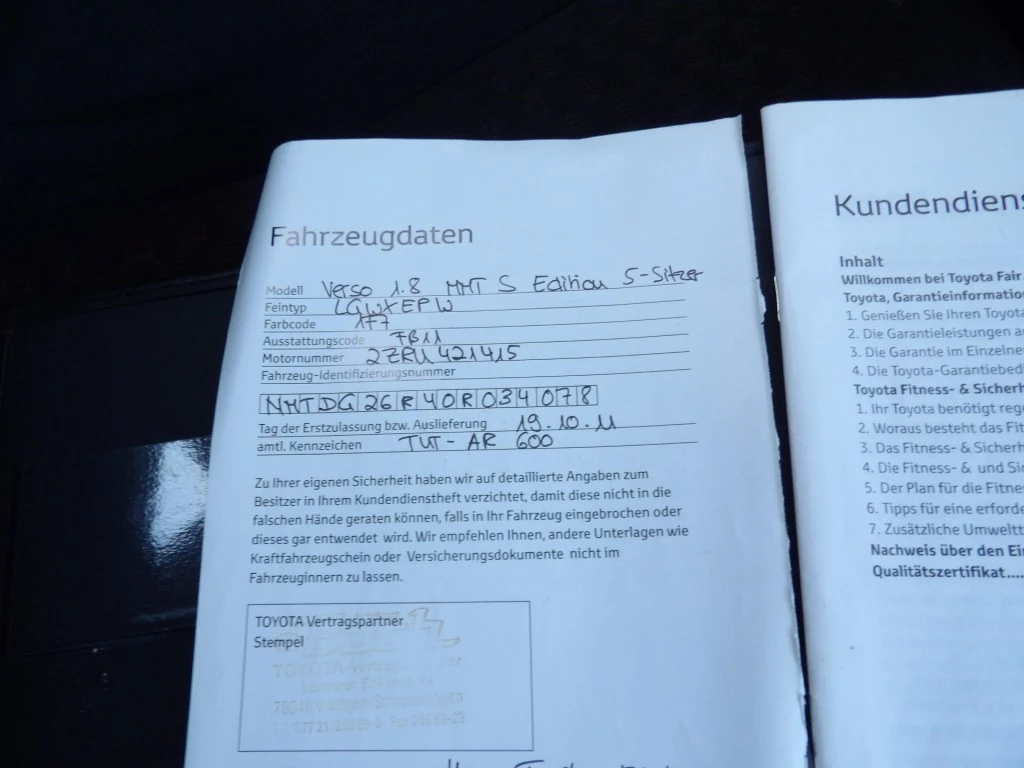 Fahrzeugdaten
Modell Verso 1.8 MMT S Edition 5-Sitzer
Feintyp LGWXEPW
Farbcode 1F7
Ausstattungscode FB11
Motornummer 2ZRU421415
Fahrzeug-Identifizierungsnummer
NMTDG26R40R034078
Tag der Erstzulassung bzw. Auslieferung 19.10.11
amtl. Kennzeichen TUT-AR 600
Zu Ihrer eigenen Sicherheit haben wir auf detaillierte Angaben zum
Besitzer in Ihrem Kundendienstheft verzichtet, damit diese nicht in die
falschen Hände geraten können, falls in Ihr Fahrzeug eingebrochen oder
dieses gar entwendet wird. Wir empfehlen Ihnen, andere Unterlagen wie
Kraftfahrzeugschein oder Versicherungsdokumente nicht im
Fahrzeuginnern zu lassen.
TOYOTA Vertragspartner
Stempel
TOYOTA-Vertrag
Kundendiens
Inhalt
Willkommen bei Toyota Fair
Toyota, Garantieinformation
1. Genießen Sie Ihren Toyota
2. Die Garantieleistungen a
3. Die Garantie im Einzelne
4. Die Toyota-Garantiebed
Toyota Fitness- & Sicherh
1. Ihr Toyota benötigt rege
2. Woraus besteht das Fit
3. Das Fitness- & Sicherh
4. Die Fitness- & und Sic
5. Der Plan für die Fitnes
6. Tipps für eine erforde
7. Zusätzliche Umweltt
Nachweis über den Ei
Qualitätszertifikat....